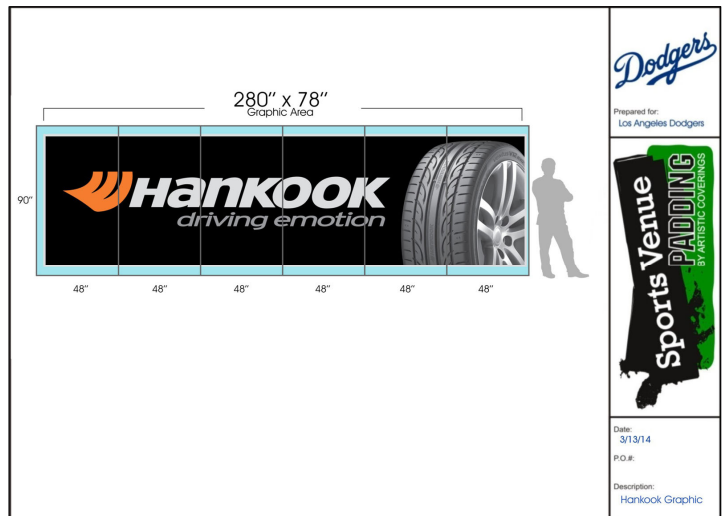 280" x 78"
Graphic Area
90"
HANKOOK
driving emotion
48" 48" 48" 48" 48" 48"
Dodgers
Prepared for:
Los Angeles Dodgers
Sports Venue
PADDING
BY ARTISTIC COVERINGS
Date:
3/13/14
P.O.#:
Description:
Hankook Graphic